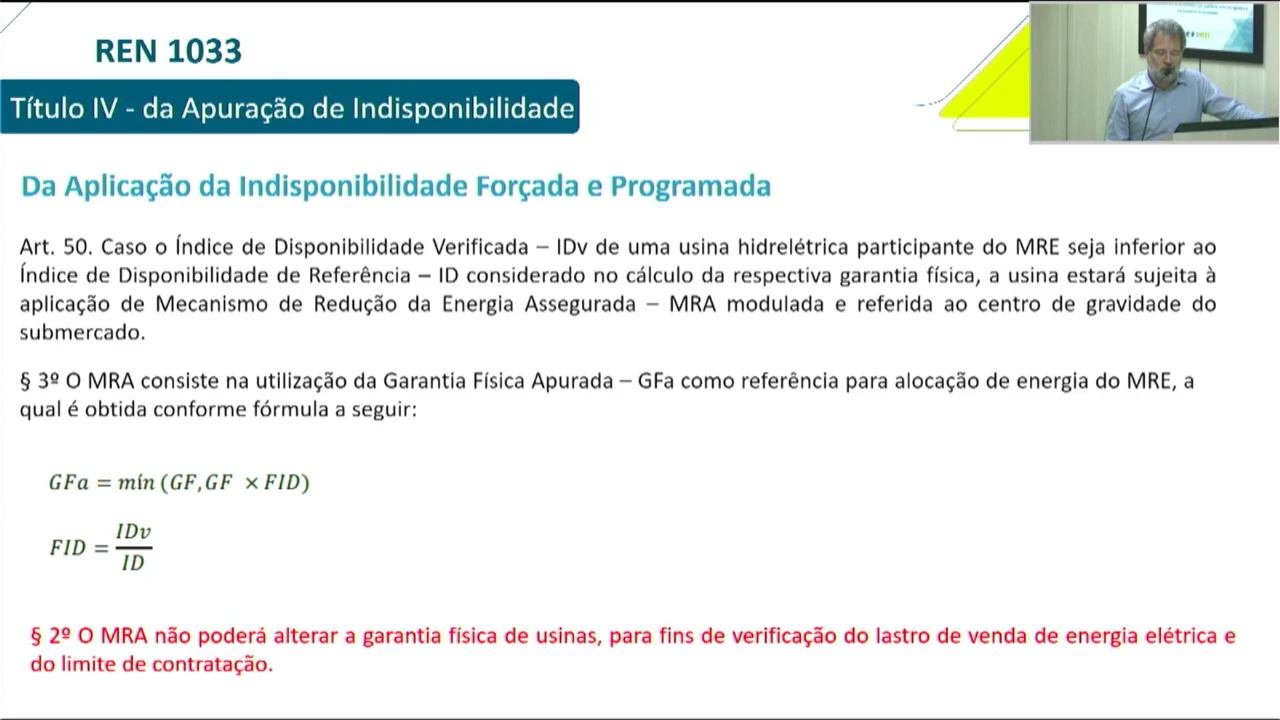 REN 1033
Título IV - da Apuração de Indisponibilidade
Da Aplicação da Indisponibilidade Forçada e Programada
Art. 50. Caso o Índice de Disponibilidade Verificada – IDv de uma usina hidrelétrica participante do MRE seja inferior ao
Índice de Disponibilidade de Referência – ID considerado no cálculo da respectiva garantia física, a usina estará sujeita à
aplicação de Mecanismo de Redução da Energia Assegurada – MRA modulada e referida ao centro de gravidade do
submercado.
§ 3º O MRA consiste na utilização da Garantia Física Apurada – GFa como referência para alocação de energia do MRE, a
qual é obtida conforme fórmula a seguir:
GFa = mín (GF, GF × FID)
FID = IDv / ID
§ 2º O MRA não poderá alterar a garantia física de usinas, para fins de verificação do lastro de venda de energia elétrica e
do limite de contratação.